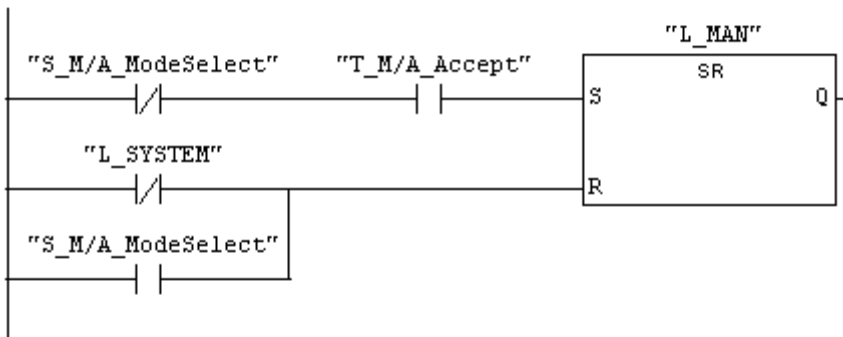 "L_MAN"
"S_M/A_ModeSelect" "T_M/A_Accept" SR
S Q
"L_SYSTEM"
R
"S_M/A_ModeSelect"